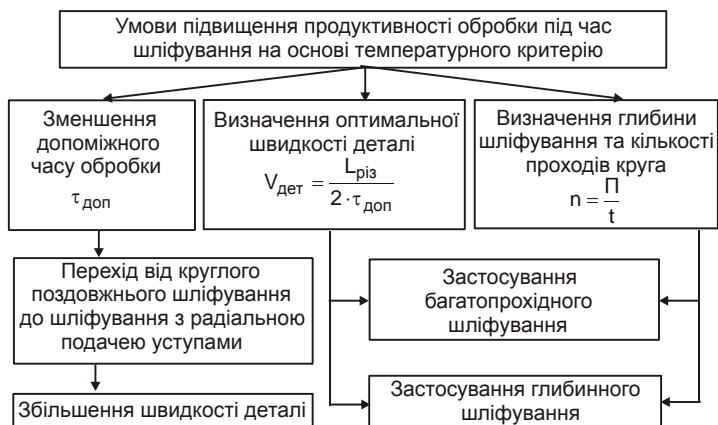 Умови підвищення продуктивності обробки під час
шліфування на основі температурного критерію
Зменшення
допоміжного
часу обробки
τ доп
Визначення оптимальної
швидкості деталі
V дет = L різ / 2 · τ доп
Визначення глибини
шліфування та кількості
проходів круга
n = П / t
Перехід від круглого
поздовжнього шліфування
до шліфування з радіальною
подачею уступами
Застосування
багатопрохідного
шліфування
Збільшення швидкості деталі
Застосування глибинного
шліфування